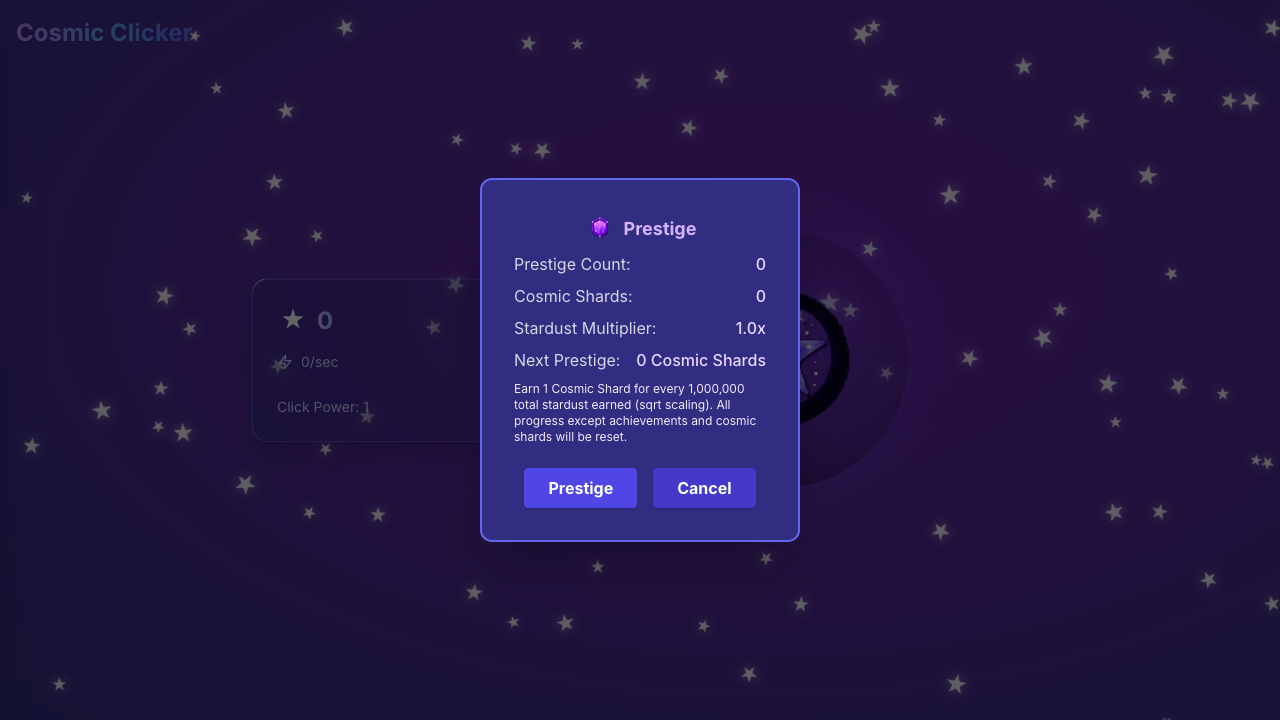 Cosmic Clicker
Prestige
Prestige Count: 0
Cosmic Shards: 0
Stardust Multiplier: 1.0x
Next Prestige: 0 Cosmic Shards
Earn 1 Cosmic Shard for every 1,000,000
total stardust earned (sqrt scaling). All
progress except achievements and cosmic
shards will be reset.
Prestige Cancel
0
0/sec
Click Power: 1